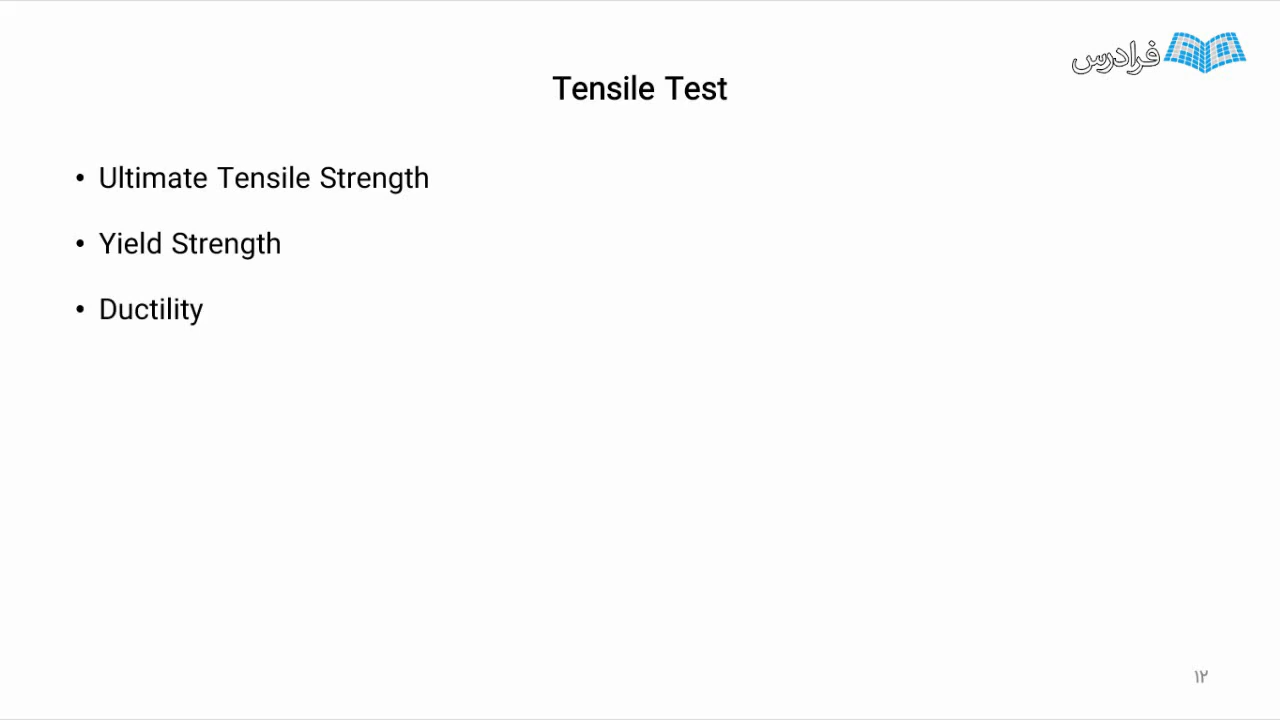 فرادرس
Tensile Test
• Ultimate Tensile Strength
• Yield Strength
• Ductility
۱۲